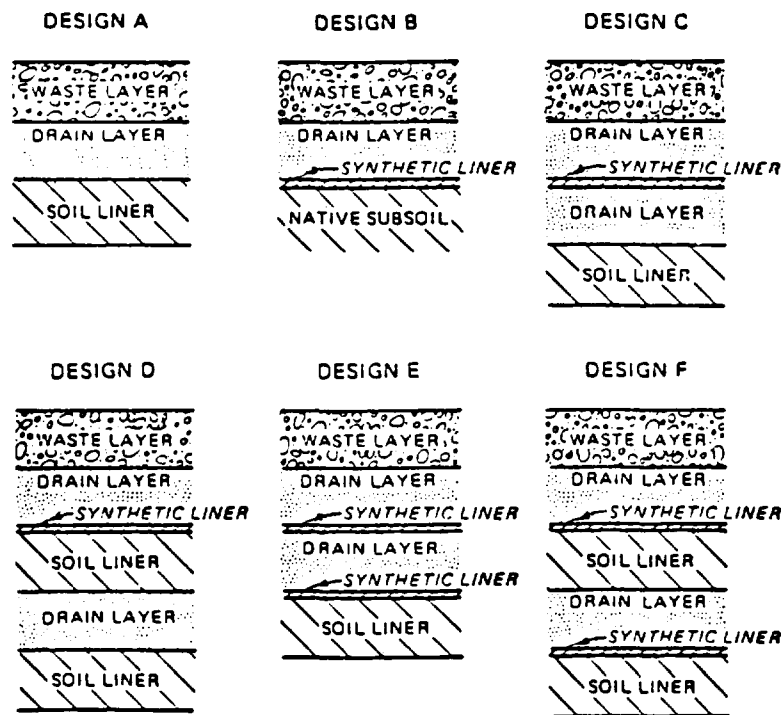 DESIGN A
WASTE LAYER
DRAIN LAYER
SOIL LINER
DESIGN B
WASTE LAYER
DRAIN LAYER
SYNTHETIC LINER
NATIVE SUBSOIL
DESIGN C
WASTE LAYER
DRAIN LAYER
SYNTHETIC LINER
DRAIN LAYER
SOIL LINER
DESIGN D
WASTE LAYER
DRAIN LAYER
SYNTHETIC LINER
SOIL LINER
DRAIN LAYER
SOIL LINER
DESIGN E
WASTE LAYER
DRAIN LAYER
SYNTHETIC LINER
DRAIN LAYER
SYNTHETIC LINER
SOIL LINER
DESIGN F
WASTE LAYER
DRAIN LAYER
SYNTHETIC LINER
SOIL LINER
DRAIN LAYER
SYNTHETIC LINER
SOIL LINER